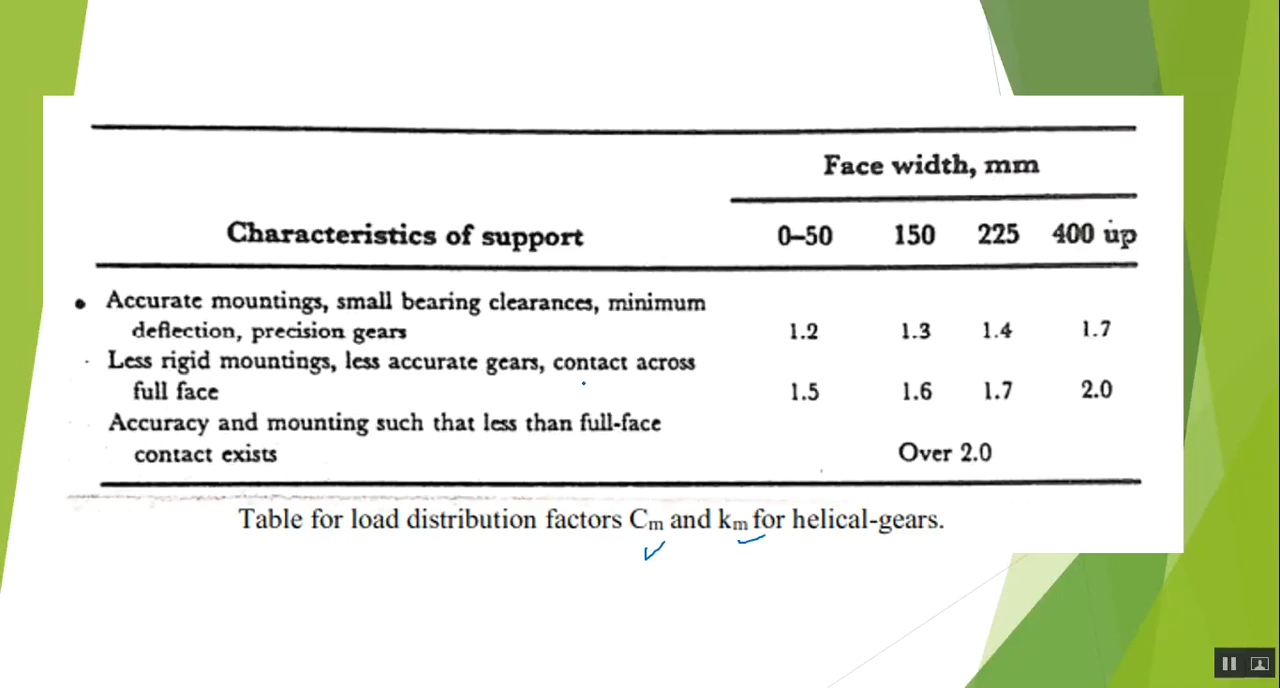 Face width, mm
Characteristics of support 0–50 150 225 400 up
Accurate mountings, small bearing clearances, minimum
deflection, precision gears 1.2 1.3 1.4 1.7
Less rigid mountings, less accurate gears, contact across
full face 1.5 1.6 1.7 2.0
Accuracy and mounting such that less than full-face
contact exists Over 2.0
Table for load distribution factors Cm and km for helical-gears.